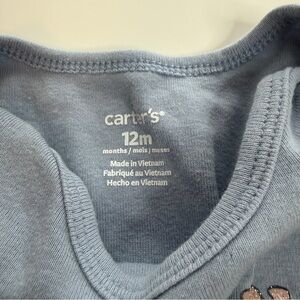 carter's®
12m
months / mois / meses
Made in Vietnam
Fabriqué au Vietnam
Hecho en Vietnam